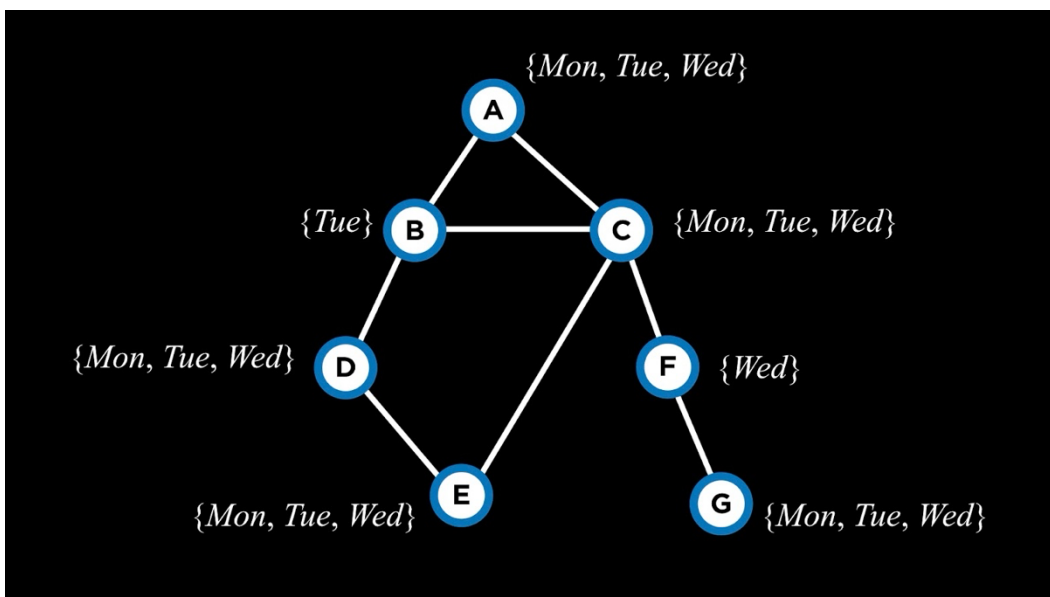 {Mon, Tue, Wed}
A
{Tue}
B
C
{Mon, Tue, Wed}
{Mon, Tue, Wed}
D
F
{Wed}
{Mon, Tue, Wed}
E
G
{Mon, Tue, Wed}